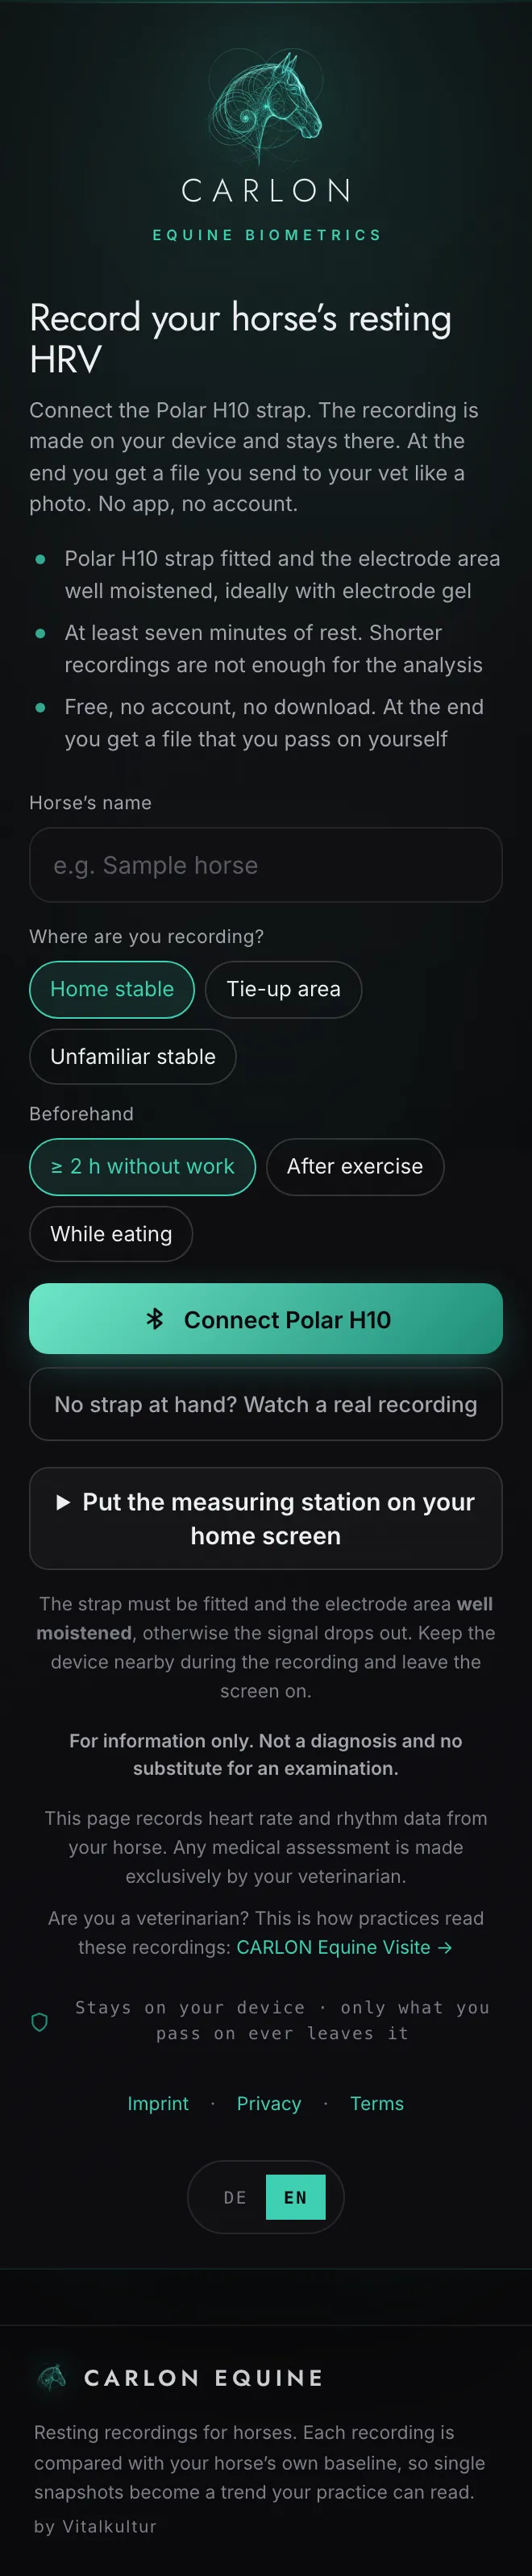 CARLON
EQUINE BIOMETRICS
Record your horse’s resting
HRV
Connect the Polar H10 strap. The recording is
made on your device and stays there. At the
end you get a file you send to your vet like a
photo. No app, no account.
Polar H10 strap fitted and the electrode area
well moistened, ideally with electrode gel
At least seven minutes of rest. Shorter
recordings are not enough for the analysis
Free, no account, no download. At the end
you get a file that you pass on yourself
Horse’s name
e.g. Sample horse
Where are you recording?
Home stable Tie-up area
Unfamiliar stable
Beforehand
≥ 2 h without work After exercise
While eating
Connect Polar H10
No strap at hand? Watch a real recording
▶ Put the measuring station on your
home screen
The strap must be fitted and the electrode area well
moistened, otherwise the signal drops out. Keep the
device nearby during the recording and leave the
screen on.
For information only. Not a diagnosis and no
substitute for an examination.
This page records heart rate and rhythm data from
your horse. Any medical assessment is made
exclusively by your veterinarian.
Are you a veterinarian? This is how practices read
these recordings: CARLON Equine Visite →
Stays on your device · only what you
pass on ever leaves it
Imprint · Privacy · Terms
DE EN
CARLON EQUINE
Resting recordings for horses. Each recording is
compared with your horse’s own baseline, so single
snapshots become a trend your practice can read.
by Vitalkultur